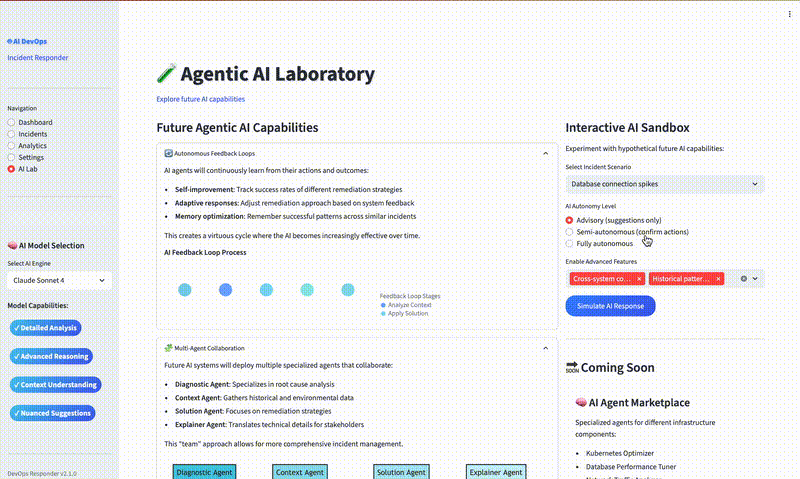 AI DevOps
Incident Responder
Navigation
Dashboard
Incidents
Analytics
Settings
AI Lab
AI Model Selection
Select AI Engine
Claude Sonnet 4
Model Capabilities:
✓ Detailed Analysis
✓ Advanced Reasoning
✓ Context Understanding
✓ Nuanced Suggestions
DevOps Responder v2.1.0
Agentic AI Laboratory
Explore future AI capabilities
Future Agentic AI Capabilities
Autonomous Feedback Loops
AI agents will continuously learn from their actions and outcomes:
• Self-improvement: Track success rates of different remediation strategies
• Adaptive responses: Adjust remediation approach based on system feedback
• Memory optimization: Remember successful patterns across similar incidents
This creates a virtuous cycle where the AI becomes increasingly effective over time.
AI Feedback Loop Process
Feedback Loop Stages
Analyze Context
Apply Solution
Multi-Agent Collaboration
Future AI systems will deploy multiple specialized agents that collaborate:
• Diagnostic Agent: Specializes in root cause analysis
• Context Agent: Gathers historical and environmental data
• Solution Agent: Focuses on remediation strategies
• Explainer Agent: Translates technical details for stakeholders
This "team" approach allows for more comprehensive incident management.
Diagnostic Agent
Context Agent
Solution Agent
Explainer Agent
Interactive AI Sandbox
Experiment with hypothetical future AI capabilities:
Select Incident Scenario
Database connection spikes
AI Autonomy Level
Advisory (suggestions only)
Semi-autonomous (confirm actions)
Fully autonomous
Enable Advanced Features
Cross-system co... ×
Historical patter... ×
Simulate AI Response
SOON
Coming Soon
AI Agent Marketplace
Specialized agents for different infrastructure
components:
• Kubernetes Optimizer
• Database Performance Tuner